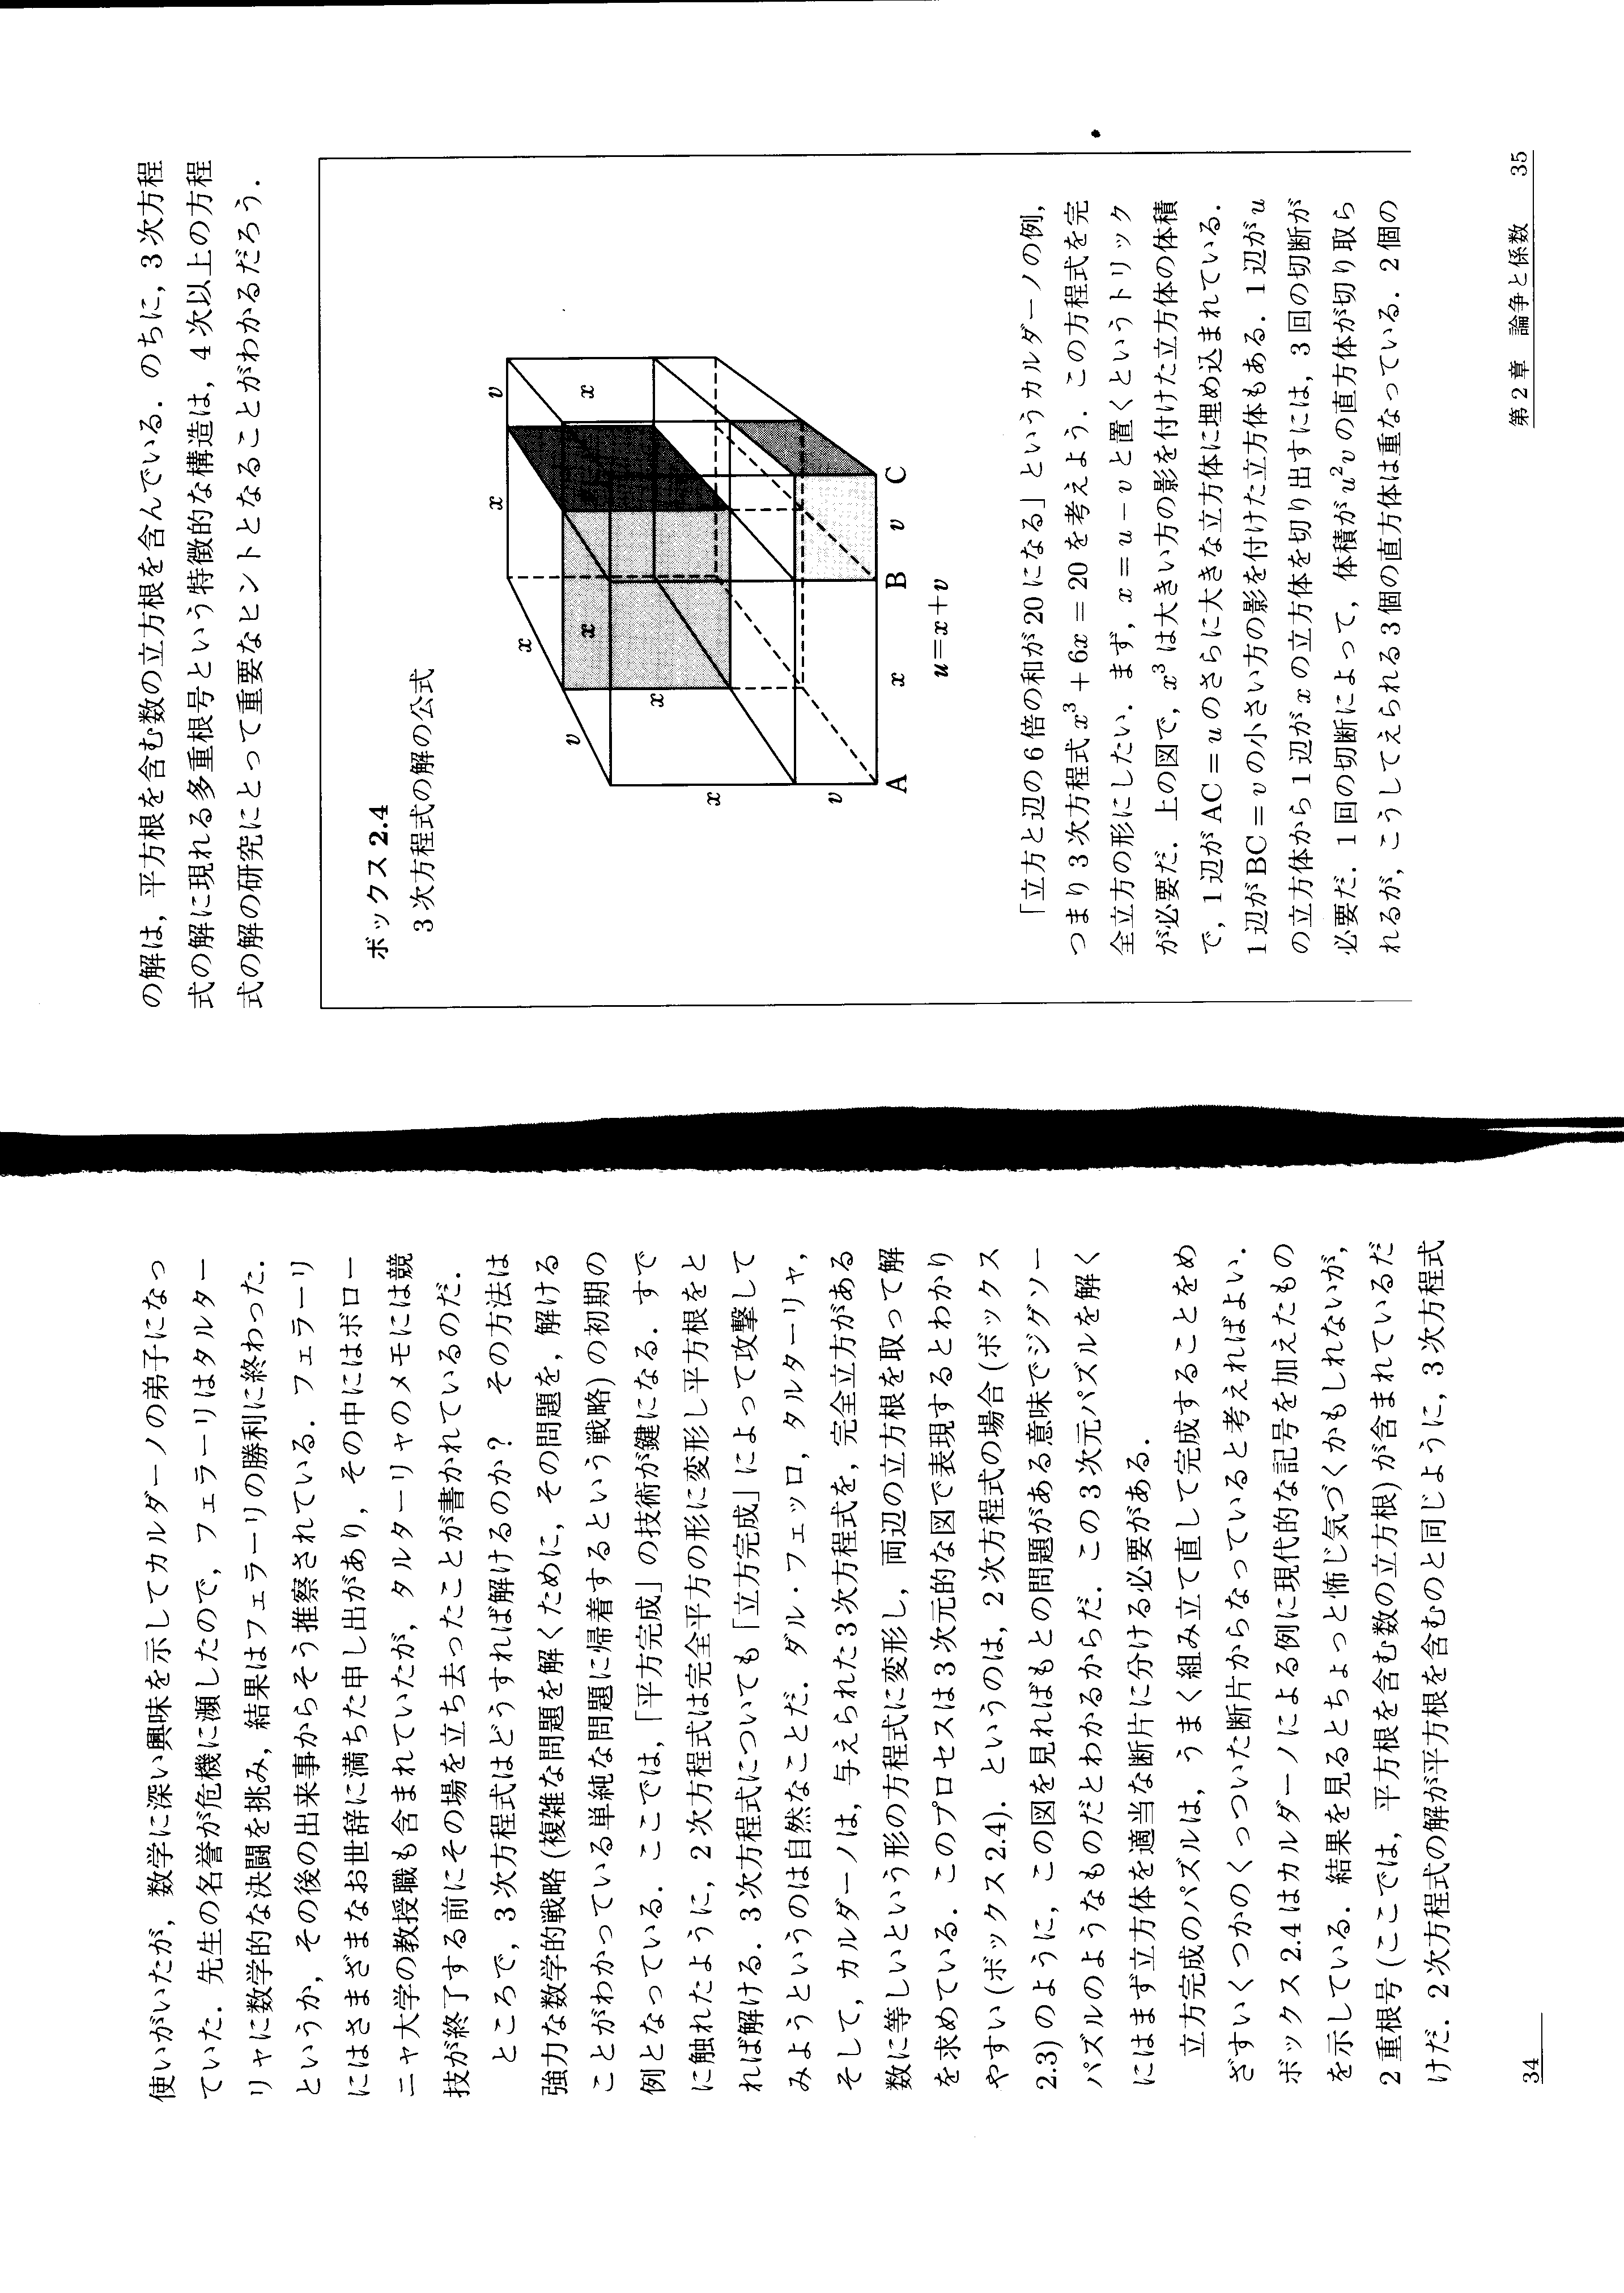 使いがいたが，数学に深い興味を示してカルダーノの弟子になっ
ていた．先生の名誉が危機に瀕したので，フェラーリはタルター
リャに数学的な決闘を挑み，結果はフェラーリの勝利に終わった．
というか，その後の出来事からそう推察されている．フェラーリ
にはさまざまなお世辞に満ちた申し出があり，その中にはボロー
ニャ大学の教授職も含まれていたが，タルターリャのメモには競
技が終了する前にその場を立ち去ったことが書かれているのだ．
ところで，3次方程式はどうすれば解けるのか？ その方法は
強力な数学的戦略(複雑な問題を解くために，その問題を，解ける
ことがわかっている単純な問題に帰着するという戦略)の初期の
例となっている．ここでは，「平方完成」の技術が鍵になる．すで
に触れたように，2次方程式は完全平方の形に変形し平方根をと
れば解ける．3次方程式についても「立方完成」によって攻撃して
みようというのは自然なことだ．ダル・フェッロ，タルターリャ，
そして，カルダーノは，与えられた3次方程式を，完全立方がある
数に等しいという形の方程式に変形し，両辺の立方根を取って解
を求めている．このプロセスは3次元的な図で表現するとわかり
やすい(ボックス2.4)．というのは，2次方程式の場合(ボックス
2.3)のように，この図を見ればもとの問題がある意味でジグソー
パズルのようなものだとわかるからだ．この3次元パズルを解く
にはまず立方体を適当な断片に分ける必要がある．
立方完成のパズルは，うまく組み立て直して完成することをめ
ざすいくつかのくっついた断片からなっていると考えればよい．
ボックス2.4はカルダーノによる例に現代的な記号を加えたもの
を示している．結果を見るとちょっと怖じ気づくかもしれないが，
2重根号(ここでは，平方根を含む数の立方根)が含まれているだ
けだ．2次方程式の解が平方根を含むのと同じように，3次方程式
34
の解は，平方根を含む数の立方根を含んでいる．のちに，3次方程
式の解に現れる多重根号という特徴的な構造は，4次以上の方程
式の解の研究にとって重要なヒントとなることがわかるだろう．
ボックス2.4
3次方程式の解の公式
x v
x
x
v
x
x
x
v
A x B v C
u=x+v
「立方と辺の6倍の和が20になる」というカルダーノの例，
つまり3次方程式x³+6x=20を考えよう．この方程式を完
全立方の形にしたい．まず，x=u−vと置くというトリック
が必要だ．上の図で，x³は大きい方の影を付けた立方体の体積
で，1辺がAC=uのさらに大きな立方体に埋め込まれている．
1辺がBC=vの小さい方の影を付けた立方体もある．1辺がu
の立方体から1辺がxの立方体を切り出すには，3回の切断が
必要だ．1回の切断によって，体積がu²vの直方体が切り取ら
れるが，こうしてえられる3個の直方体は重なっている．2個の
第2章 論争と係数 35